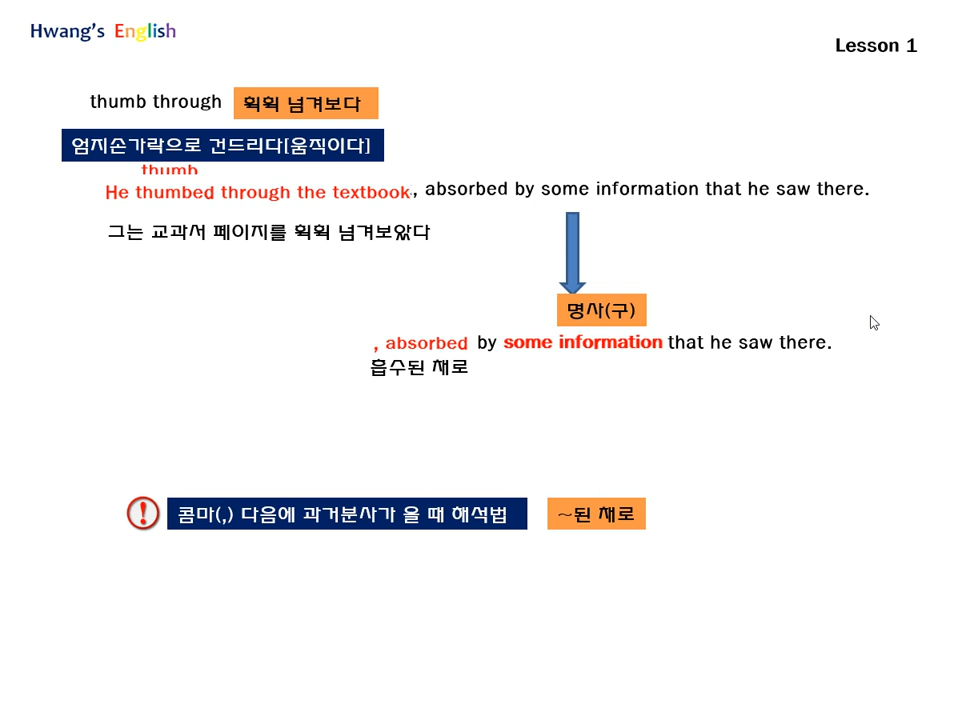 Hwang's English
Lesson 1
thumb through 휙휙 넘겨보다
엄지손가락으로 건드리다[움직이다]
thumb
He thumbed through the textbook., absorbed by some information that he saw there.
그는 교과서 페이지를 휙휙 넘겨보았다
명사(구)
, absorbed by some information that he saw there.
흡수된 채로
! 콤마(,) 다음에 과거분사가 올 때 해석법 ~된 채로